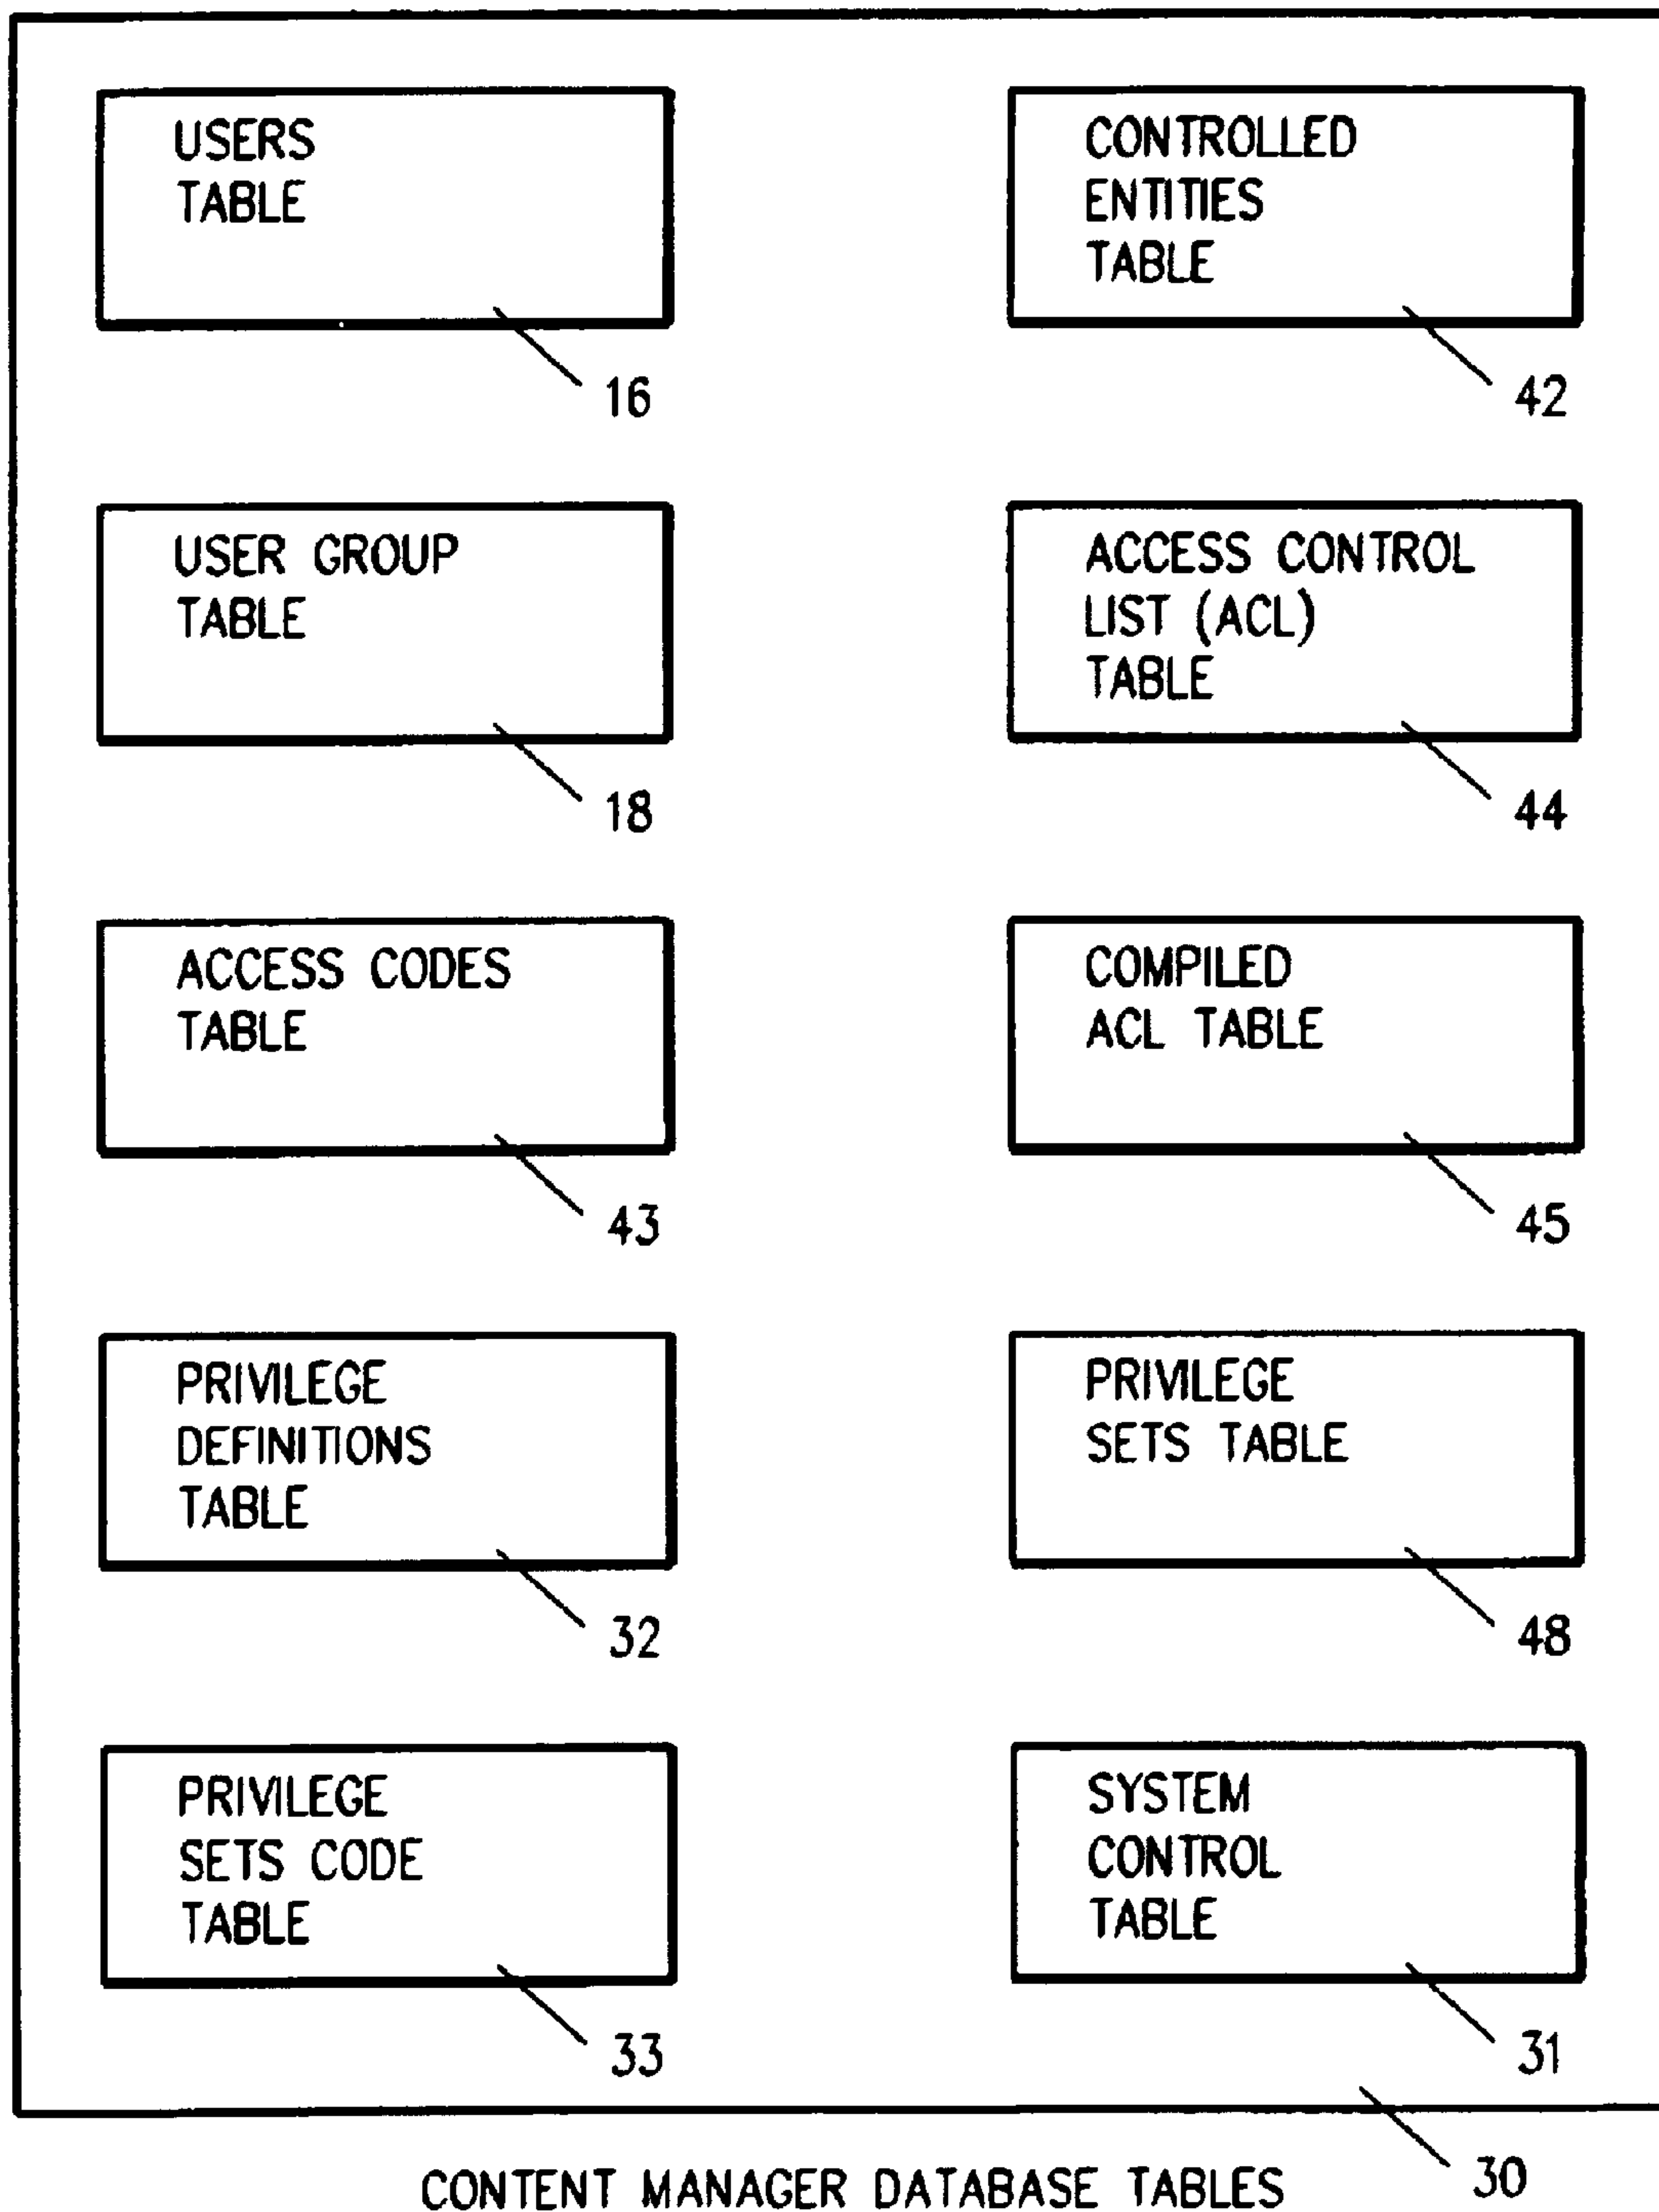 USERS
TABLE
16
CONTROLLED
ENTITIES
TABLE
42
USER GROUP
TABLE
18
ACCESS CONTROL
LIST (ACL)
TABLE
44
ACCESS CODES
TABLE
43
COMPILED
ACL TABLE
45
PRIVILEGE
DEFINITIONS
TABLE
32
PRIVILEGE
SETS TABLE
48
PRIVILEGE
SETS CODE
TABLE
33
SYSTEM
CONTROL
TABLE
31
30
CONTENT MANAGER DATABASE TABLES